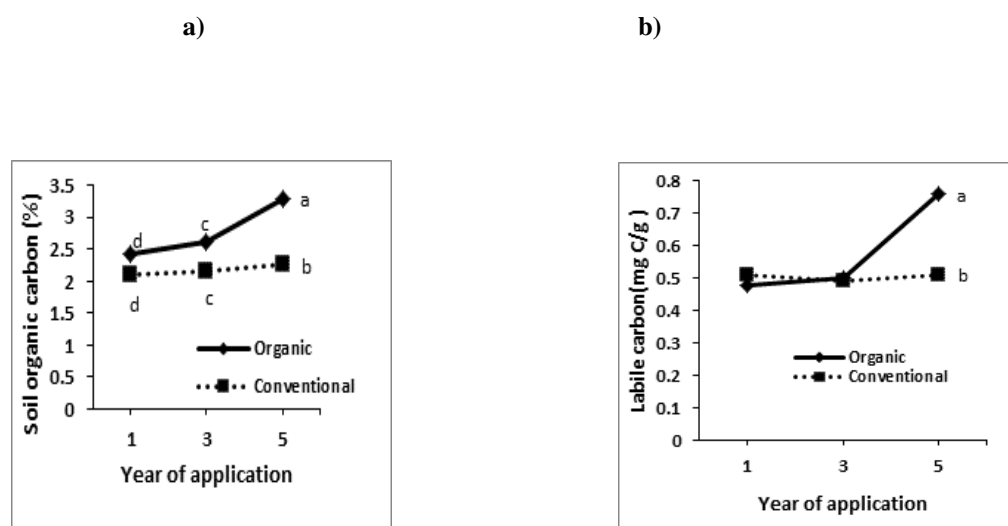 a)
b)
3.5
3
2.5
2
1.5
1
0.5
0
Soil organic carbon (%)
d
c
a
d
c
b
Organic
Conventional
1 3 5
Year of application
0.8
0.7
0.6
0.5
0.4
0.3
0.2
0.1
0
Labile carbon(mg C/g )
a
b
Organic
Conventional
1 3 5
Year of application